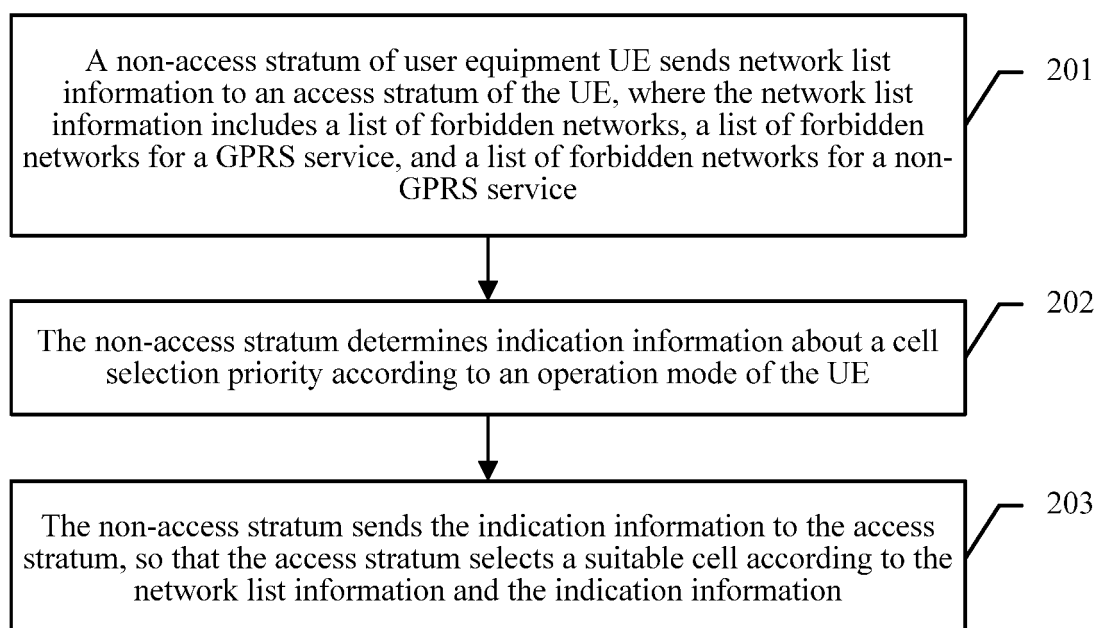 A non-access stratum of user equipment UE sends network list
information to an access stratum of the UE, where the network list
information includes a list of forbidden networks, a list of forbidden
networks for a GPRS service, and a list of forbidden networks for a non-
GPRS service
201
The non-access stratum determines indication information about a cell
selection priority according to an operation mode of the UE
202
The non-access stratum sends the indication information to the access
stratum, so that the access stratum selects a suitable cell according to the
network list information and the indication information
203